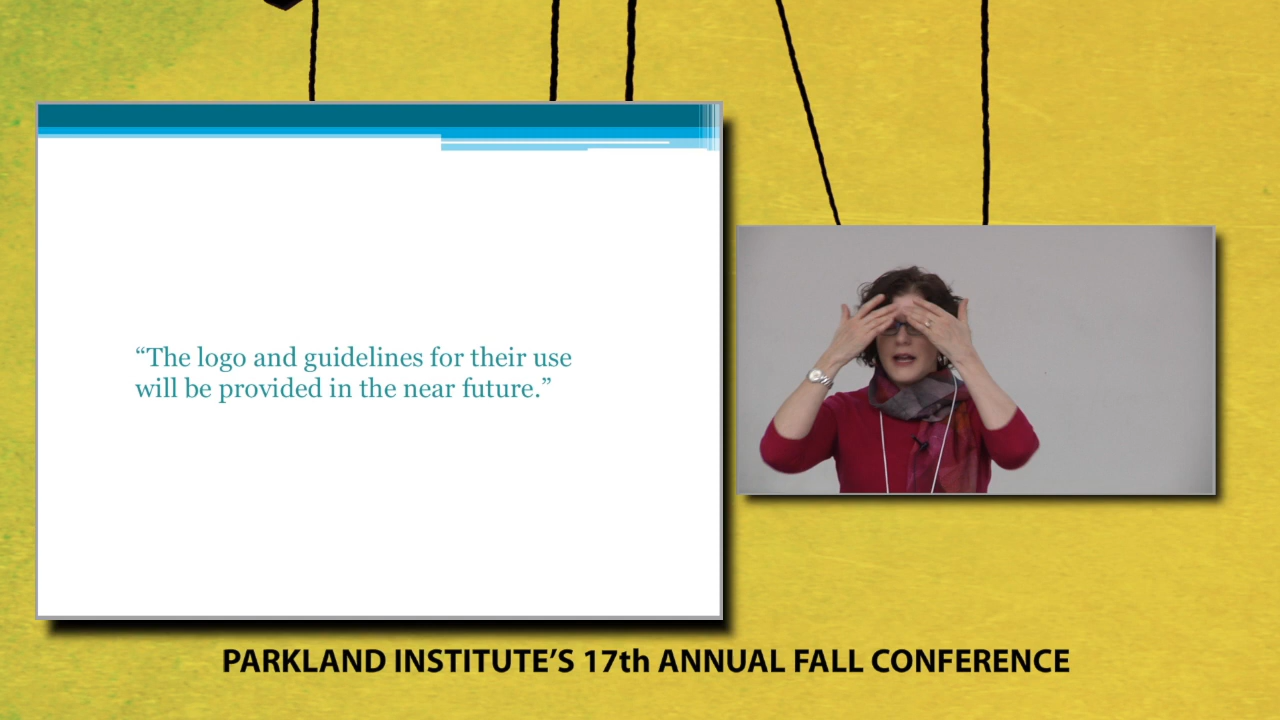 “The logo and guidelines for their use
will be provided in the near future.”
PARKLAND INSTITUTE’S 17th ANNUAL FALL CONFERENCE